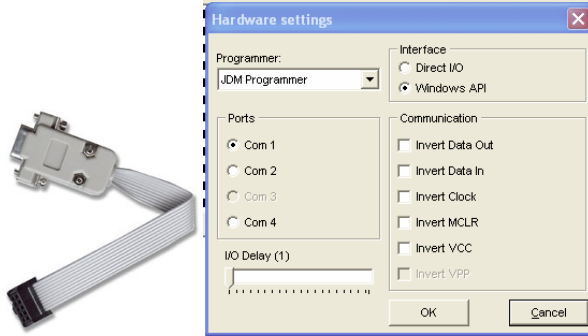 Hardware settings
Programmer:
JDM Programmer
Interface
Direct I/O
Windows API
Ports
Com 1
Com 2
Com 3
Com 4
Communication
Invert Data Out
Invert Data In
Invert Clock
Invert MCLR
Invert VCC
Invert VPP
I/O Delay (1)
OK
Cancel